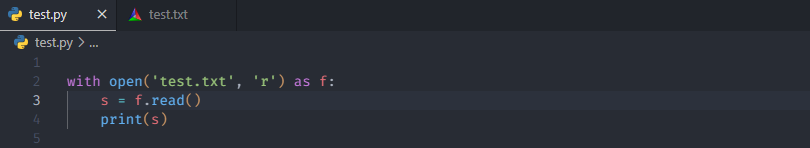 test.py test.txt
test.py > ...
1
2 with open('test.txt', 'r') as f:
3 s = f.read()
4 print(s)
5